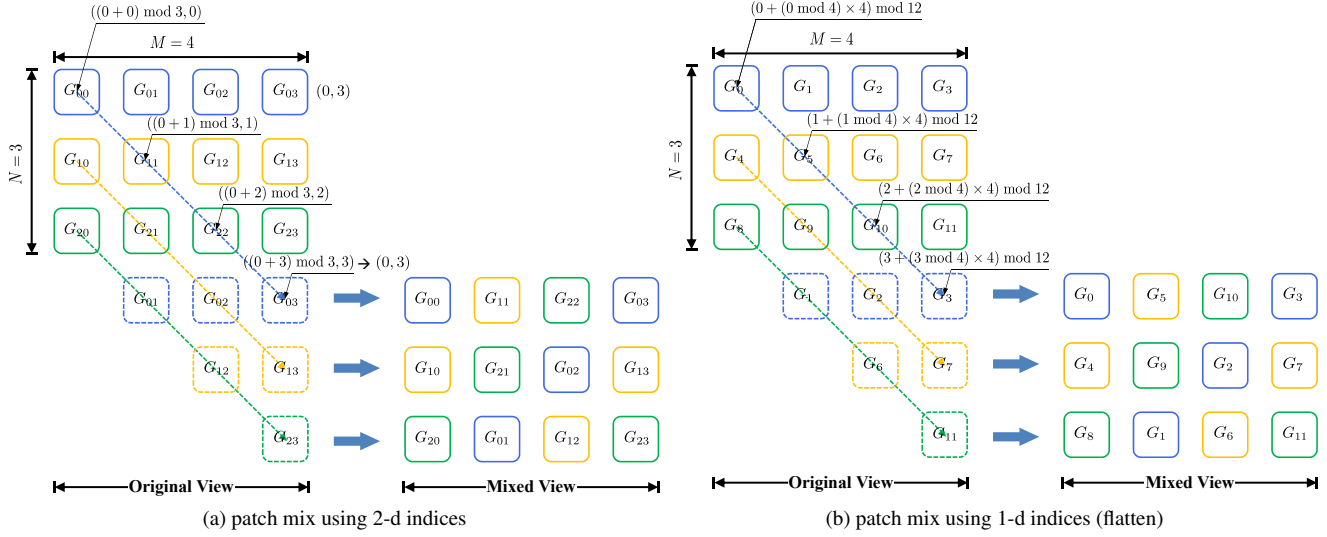 ((0 + 0) mod 3, 0)
M = 4
N = 3
G₀₀ G₀₁ G₀₂ G₀₃ (0, 3)
((0 + 1) mod 3, 1)
G₁₀ G₁₁ G₁₂ G₁₃
((0 + 2) mod 3, 2)
G₂₀ G₂₁ G₂₂ G₂₃
((0 + 3) mod 3, 3) → (0, 3)
G₀₁ G₀₂ G₀₃ G₀₀ G₁₁ G₂₂ G₀₃
G₁₂ G₁₃ G₁₀ G₂₁ G₀₂ G₁₃
G₂₃ G₂₀ G₀₁ G₁₂ G₂₃
Original View Mixed View
(a) patch mix using 2-d indices
(0 + (0 mod 4) × 4) mod 12
M = 4
N = 3
G₀ G₁ G₂ G₃
(1 + (1 mod 4) × 4) mod 12
G₄ G₅ G₆ G₇
(2 + (2 mod 4) × 4) mod 12
G₈ G₉ G₁₀ G₁₁
(3 + (3 mod 4) × 4) mod 12
G₁ G₂ G₃ G₀ G₅ G₁₀ G₃
G₆ G₇ G₄ G₉ G₂ G₇
G₁₁ G₈ G₁ G₆ G₁₁
Original View Mixed View
(b) patch mix using 1-d indices (flatten)